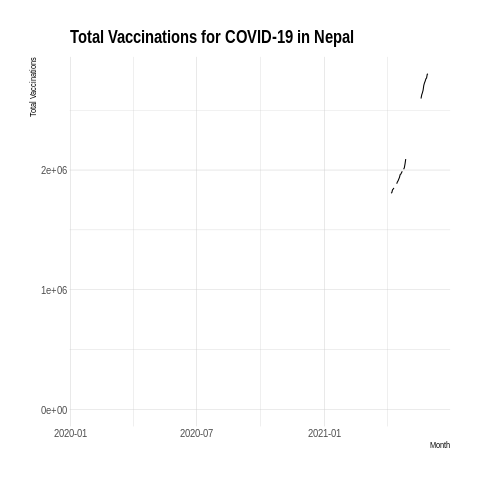 Total Vaccinations for COVID-19 in Nepal
Total Vaccinations
2e+06
1e+06
0e+00
2020-01 2020-07 2021-01
Month